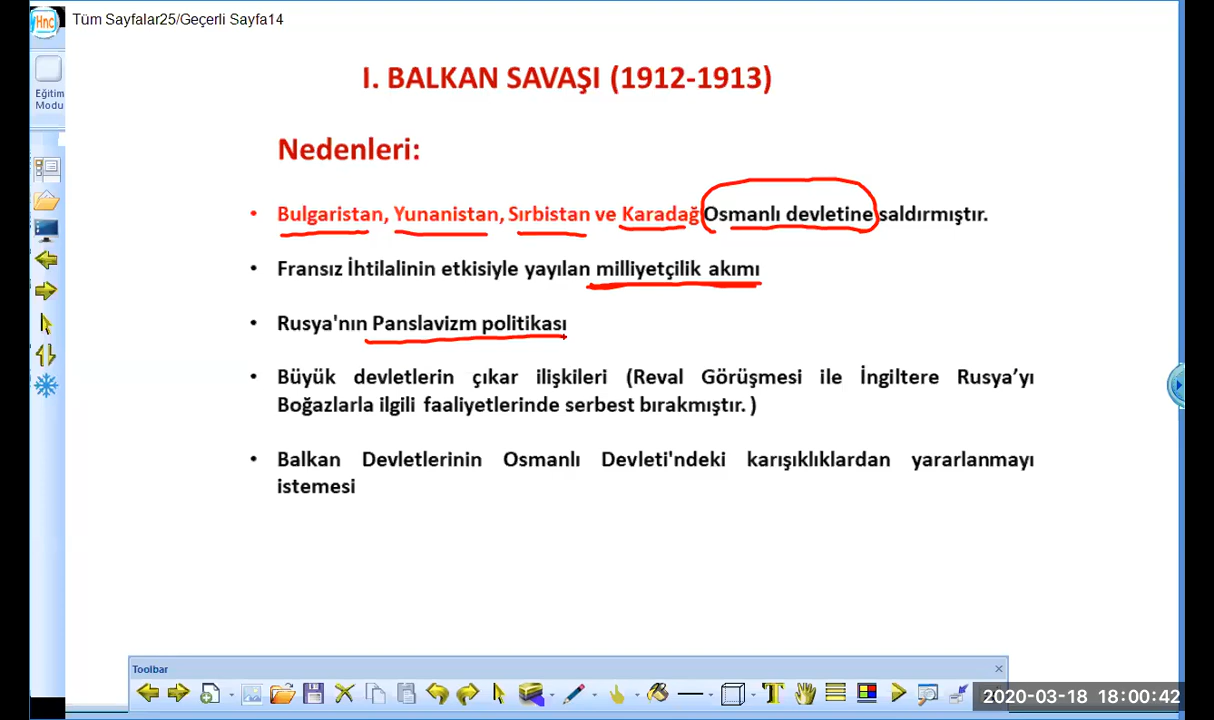 Hnc
Tüm Sayfalar25/Geçerli Sayfa14
Eğitim
Modu
I. BALKAN SAVAŞI (1912-1913)
Nedenleri:
• Bulgaristan, Yunanistan, Sırbistan ve Karadağ Osmanlı devletine saldırmıştır.
• Fransız İhtilalinin etkisiyle yayılan milliyetçilik akımı
• Rusya'nın Panslavizm politikası
• Büyük devletlerin çıkar ilişkileri (Reval Görüşmesi ile İngiltere Rusya’yı
Boğazlarla ilgili faaliyetlerinde serbest bırakmıştır. )
• Balkan Devletlerinin Osmanlı Devleti'ndeki karışıklıklardan yararlanmayı
istemesi
Toolbar
2020-03-18 18:00:42